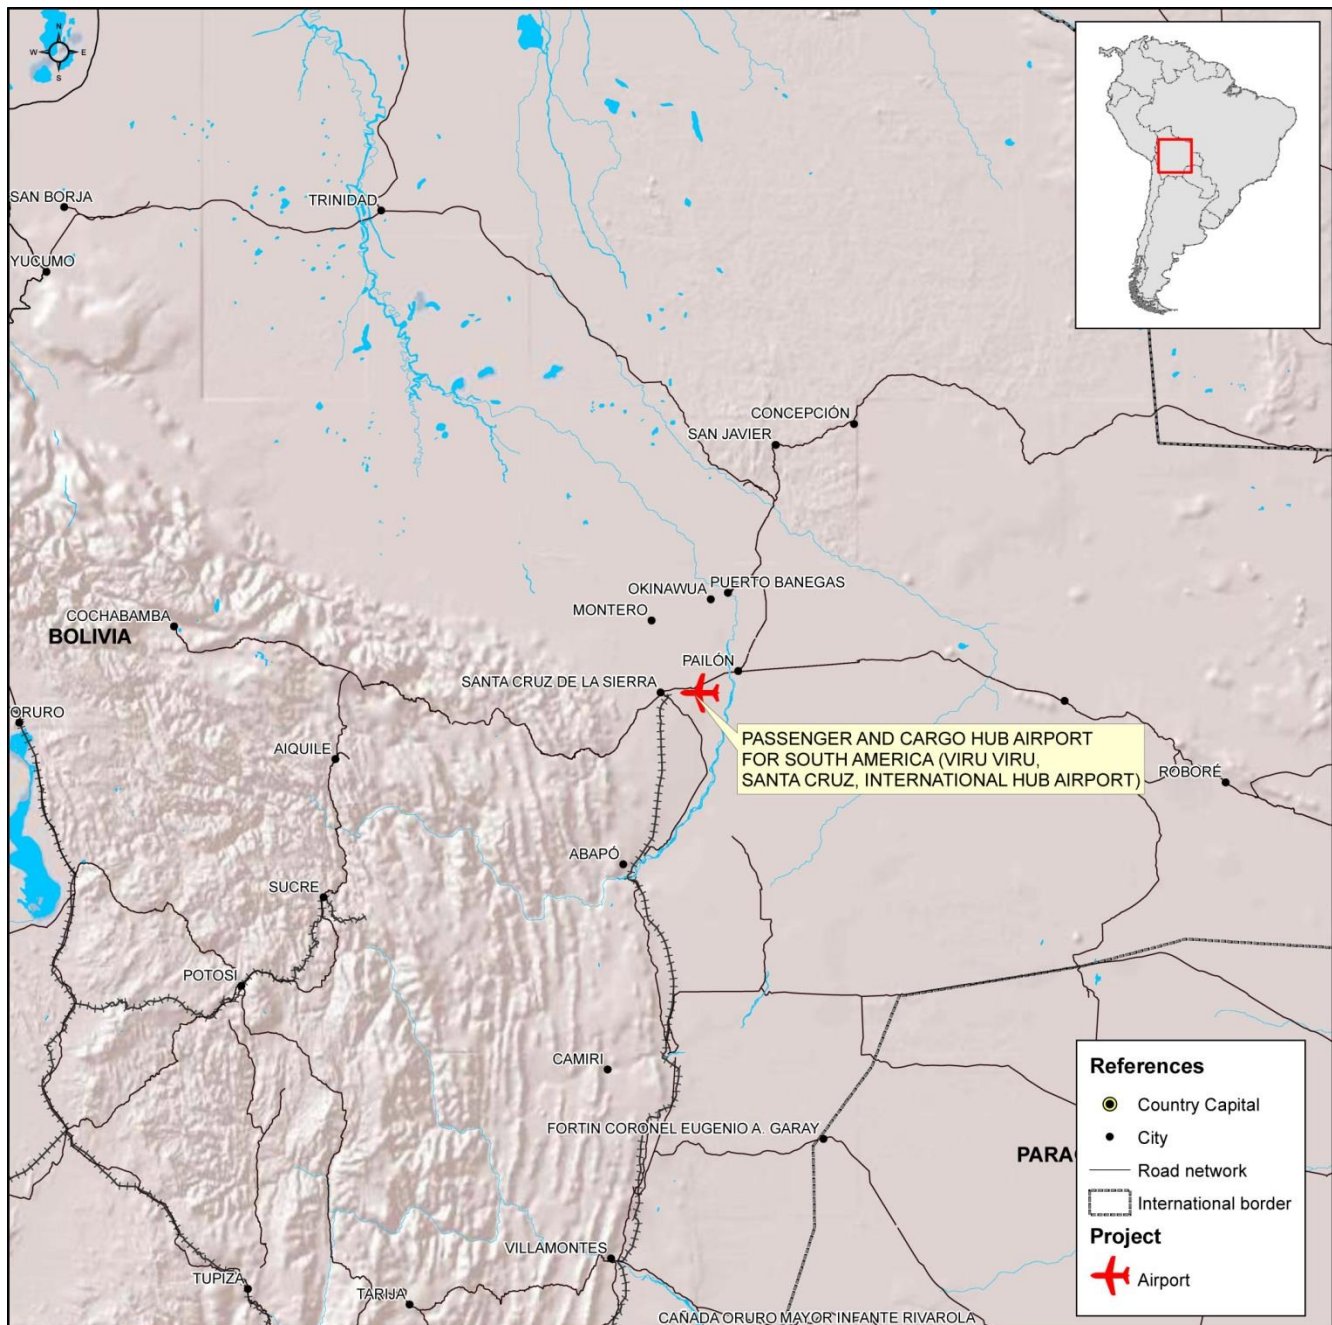 N
W E
S
SAN BORJA
TRINIDAD
YUCUMO
CONCEPCIÓN
SAN JAVIER
OKINAWUA
PUERTO BANEGAS
MONTERO
COCHABAMBA
BOLIVIA
PAILÓN
SANTA CRUZ DE LA SIERRA
ORURO
PASSENGER AND CARGO HUB AIRPORT
FOR SOUTH AMERICA (VIRU VIRU,
SANTA CRUZ, INTERNATIONAL HUB AIRPORT)
AIQUILE
ROBORÉ
ABAPÓ
SUCRE
POTOSI
CAMIRI
FORTIN CORONEL EUGENIO A. GARAY
PARAG
VILLAMONTES
TUPIZA
TARIJA
CAÑADA ORURO MAYOR INFANTE RIVAROLA
References
Country Capital
City
Road network
International border
Project
Airport